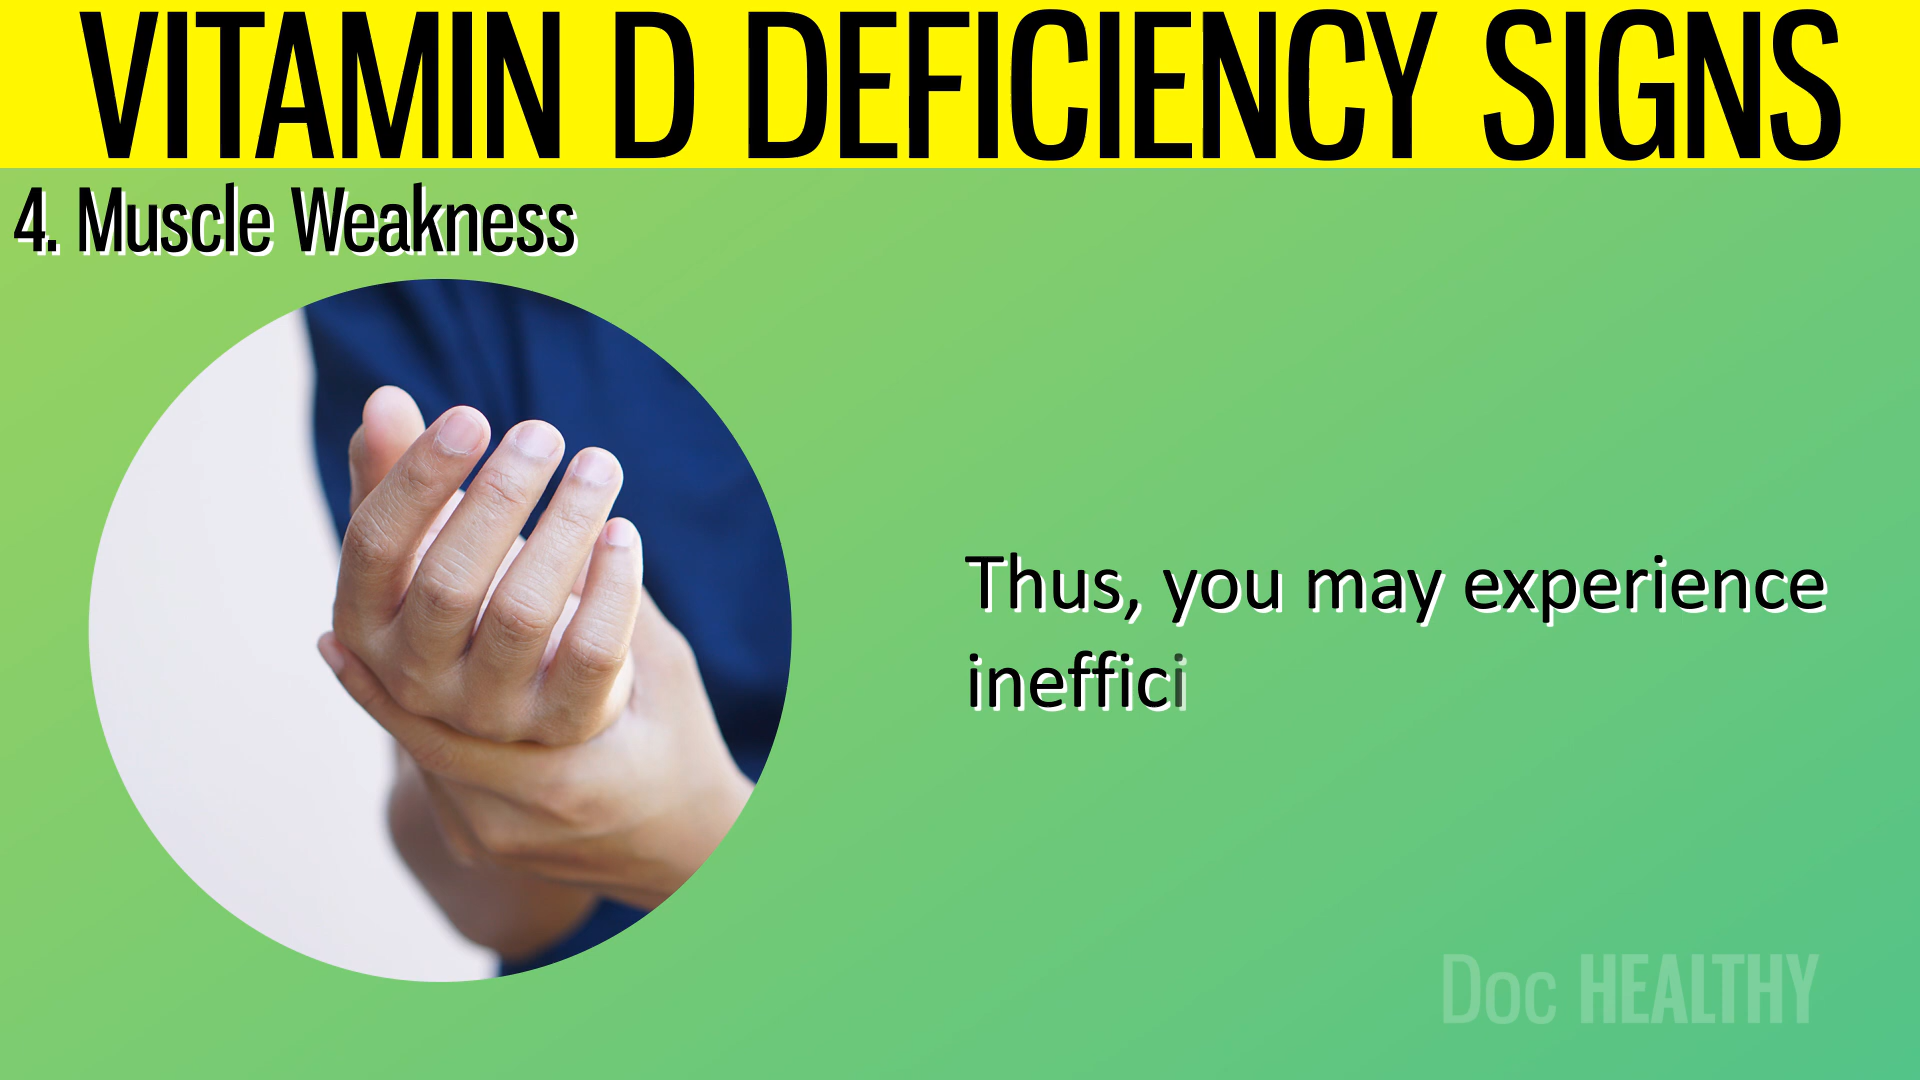 VITAMIN D DEFICIENCY SIGNS
4. Muscle Weakness
Thus, you may experience
ineffici
Doc HEALTHY